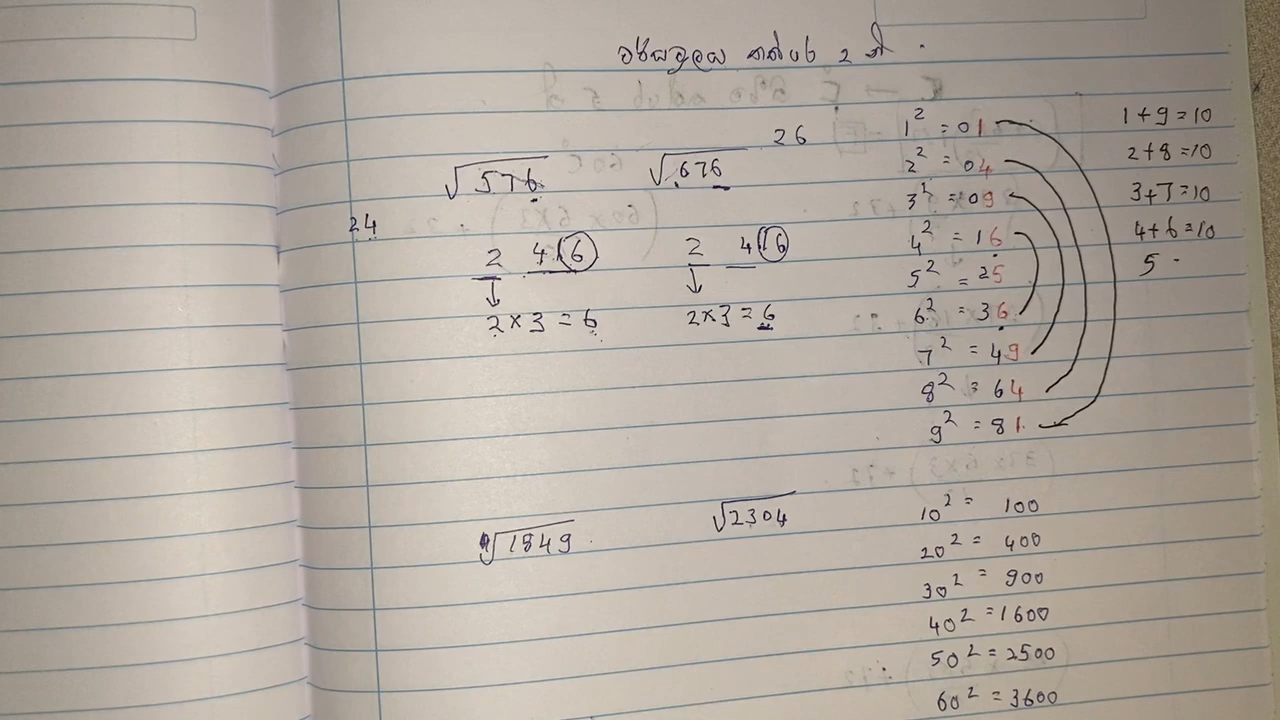 වර්ගමූලය තත්පර 2 න්
26
√576
√676
24
2 4/6
2 4/6
2×3 = 6
2×3 = 6
1² = 01
2² = 04
3² = 09
4² = 16
5² = 25
6² = 36
7² = 49
8² = 64
9² = 81
1+9=10
2+8=10
3+7=10
4+6=10
5
√1849
√2304
10² = 100
20² = 400
30² = 900
40² = 1600
50² = 2500
60² = 3600